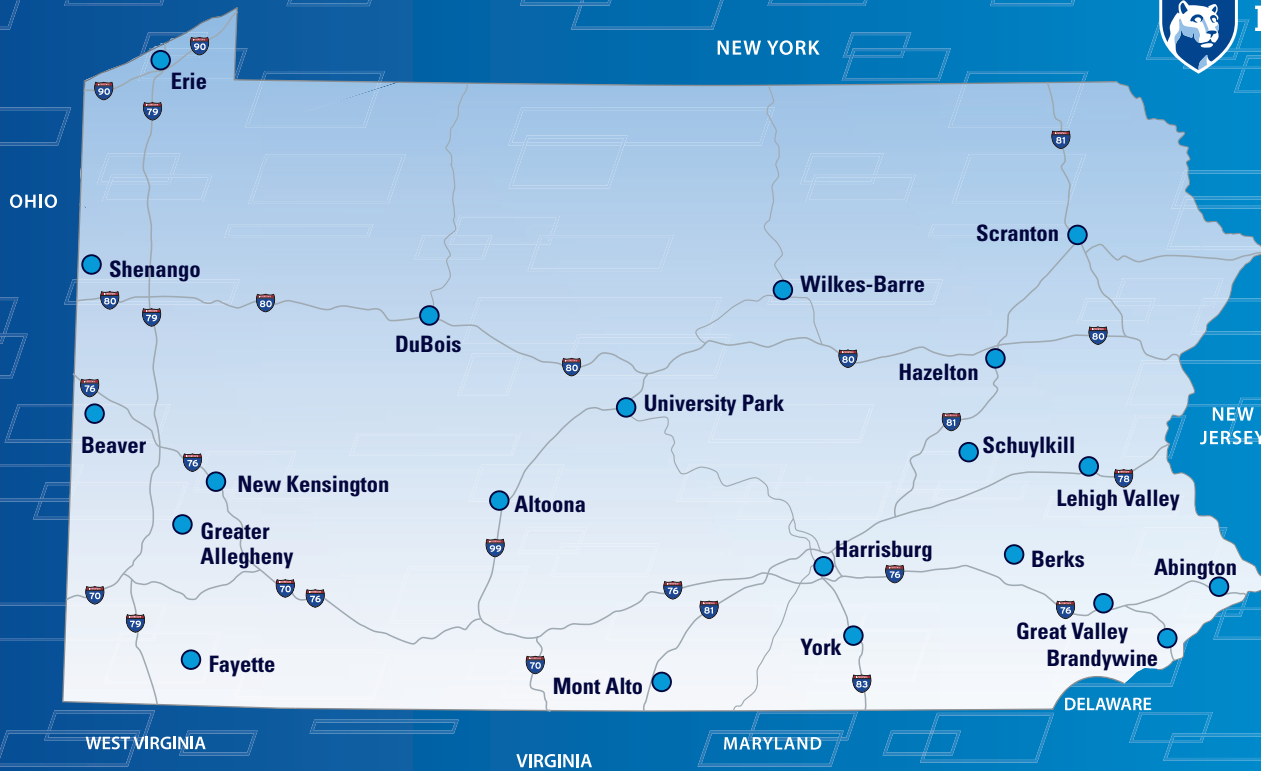 NEW YORK
90
Erie
90
79
81
OHIO
Scranton
Shenango
Wilkes-Barre
80
80
79
DuBois
80
80
80
Hazelton
76
University Park
NEW
JERSEY
Beaver
81
Schuylkill
76
New Kensington
78
Lehigh Valley
Altoona
Greater
Allegheny
99
Harrisburg
76
Berks
Abington
70
70
76
76
81
76
79
Great Valley
York
Brandywine
Fayette
70
Mont Alto
83
DELAWARE
WEST VIRGINIA
MARYLAND
VIRGINIA